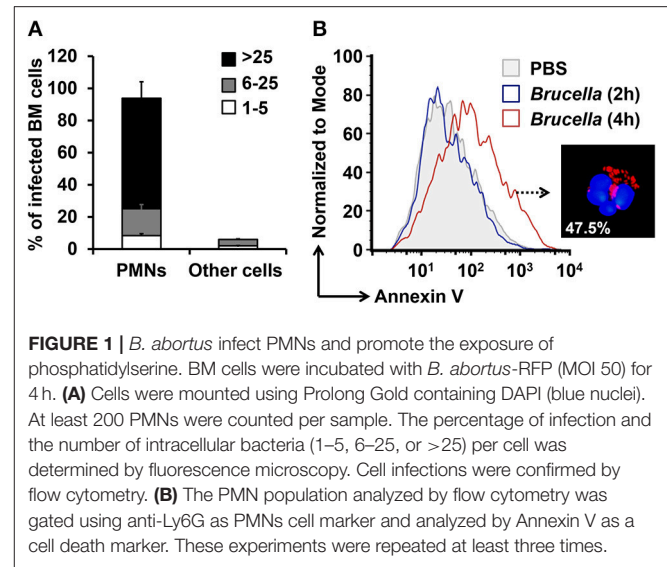 A
% of infected BM cells
120
100
80
60
40
20
0
>25
6-25
1-5
PMNs
Other cells
B
Normalized to Mode
100
80
60
40
20
0
PBS
Brucella (2h)
Brucella (4h)
47.5%
10¹
10²
10³
10⁴
Annexin V
FIGURE 1 | B. abortus infect PMNs and promote the exposure of
phosphatidylserine. BM cells were incubated with B. abortus-RFP (MOI 50) for
4 h. (A) Cells were mounted using Prolong Gold containing DAPI (blue nuclei).
At least 200 PMNs were counted per sample. The percentage of infection and
the number of intracellular bacteria (1–5, 6–25, or >25) per cell was
determined by fluorescence microscopy. Cell infections were confirmed by
flow cytometry. (B) The PMN population analyzed by flow cytometry was
gated using anti-Ly6G as PMNs cell marker and analyzed by Annexin V as a
cell death marker. These experiments were repeated at least three times.